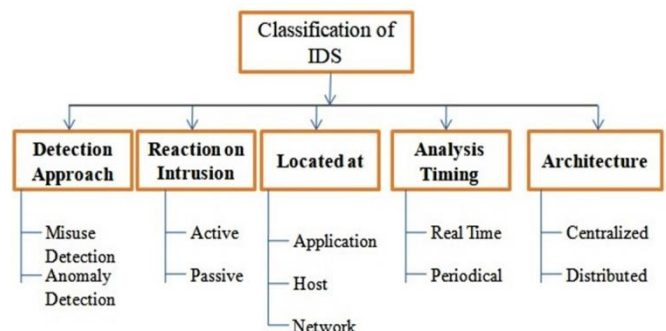 Classification of
IDS
Detection
Approach
Reaction on
Intrusion
Located at
Analysis
Timing
Architecture
Misuse
Detection
Anomaly
Detection
Active
Passive
Application
Host
Network
Real Time
Periodical
Centralized
Distributed